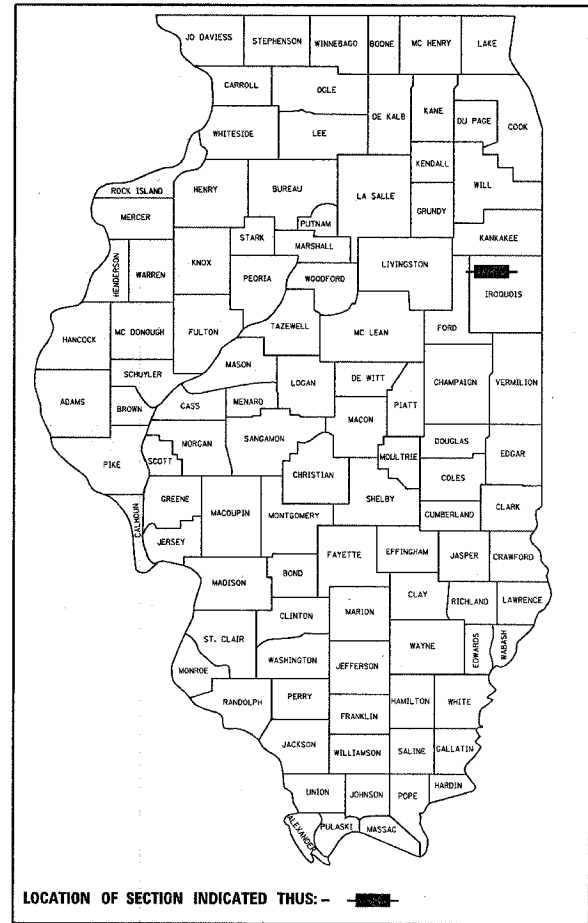 JO DAVIESS STEPHENSON WINNEBAGO BOONE MC HENRY LAKE
CARROLL OGLE
DE KALB KANE DU PAGE COOK
WHITESIDE LEE
KENDALL WILL
ROCK ISLAND HENRY BUREAU LA SALLE GRUNDY
MERCER PUTNAM
STARK MARSHALL KANKAKEE
HENDERSON WARREN KNOX PEORIA WOODFORD LIVINGSTON IROQUOIS
FULTON TAZEWELL MC LEAN FORD
HANCOCK MC DONOUGH
MASON
SCHUYLER LOGAN DE WITT CHAMPAIGN VERMILION
ADAMS BROWN CASS MENARD PIATT
MACON
MORGAN SANGAMON DOUGLAS
PIKE SCOTT CHRISTIAN MOULTRIE EDGAR
COLES
GREENE MACOUPIN MONTGOMERY SHELBY CLARK
CALHOUN CUMBERLAND
JERSEY FAYETTE EFFINGHAM JASPER CRAWFORD
BOND
MADISON CLAY RICHLAND LAWRENCE
CLINTON MARION
ST. CLAIR WAYNE EDWARDS WABASH
WASHINGTON JEFFERSON
MONROE
RANDOLPH PERRY HAMILTON WHITE
FRANKLIN
JACKSON WILLIAMSON SALINE GALLATIN
HARDIN
UNION JOHNSON POPE
ALEXANDER PULASKI MASSAC
LOCATION OF SECTION INDICATED THUS: -